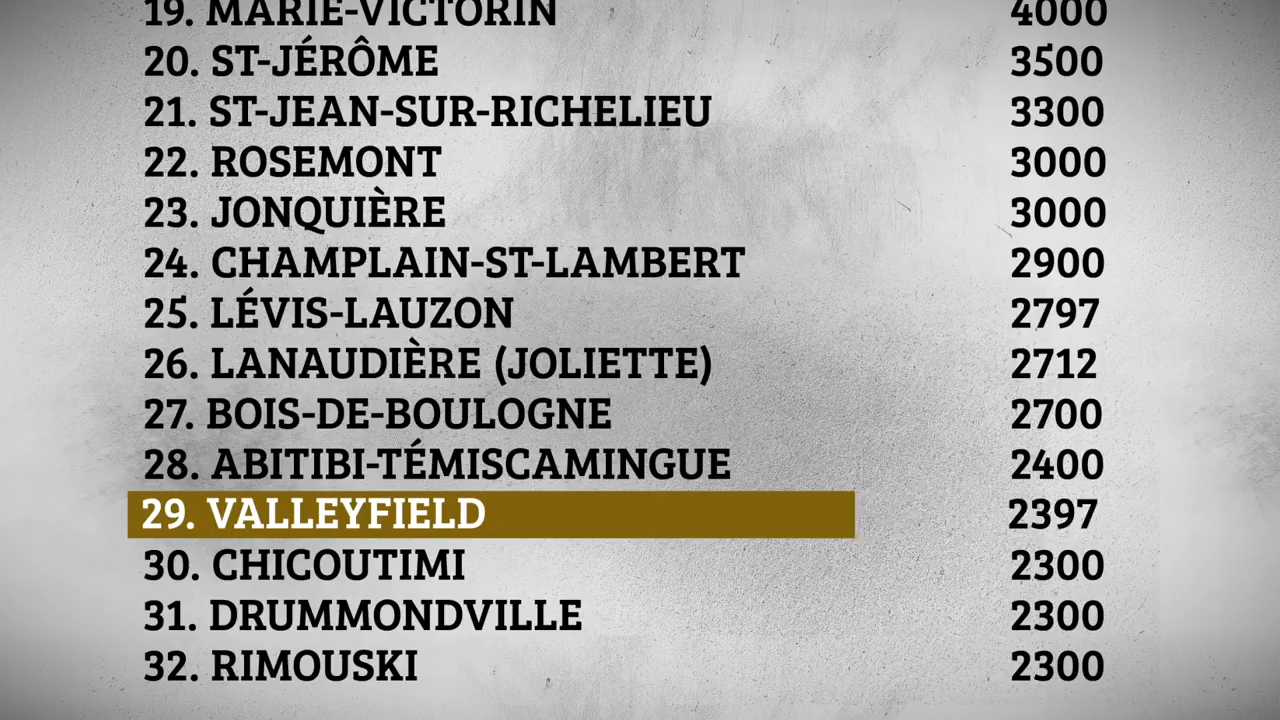 19. MARIE-VICTORIN 4000
20. ST-JÉRÔME 3500
21. ST-JEAN-SUR-RICHELIEU 3300
22. ROSEMONT 3000
23. JONQUIÈRE 3000
24. CHAMPLAIN-ST-LAMBERT 2900
25. LÉVIS-LAUZON 2797
26. LANAUDIÈRE (JOLIETTE) 2712
27. BOIS-DE-BOULOGNE 2700
28. ABITIBI-TÉMISCAMINGUE 2400
29. VALLEYFIELD 2397
30. CHICOUTIMI 2300
31. DRUMMONDVILLE 2300
32. RIMOUSKI 2300